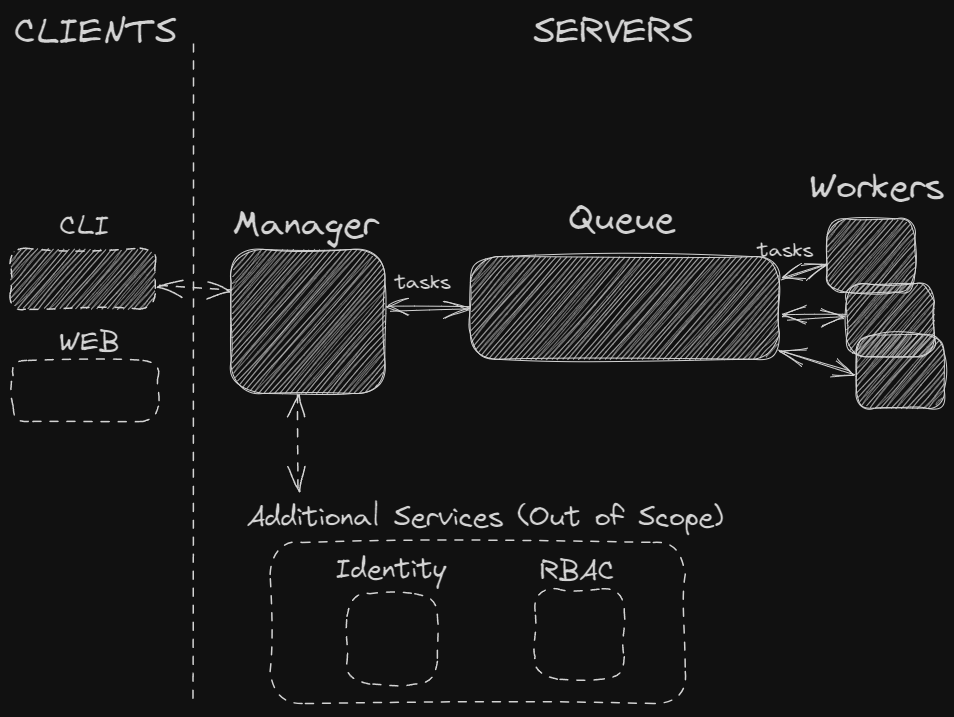 CLIENTS
SERVERS
Workers
CLI
Manager
Queue
tasks
tasks
WEB
Additional Services (Out of Scope)
Identity
RBAC